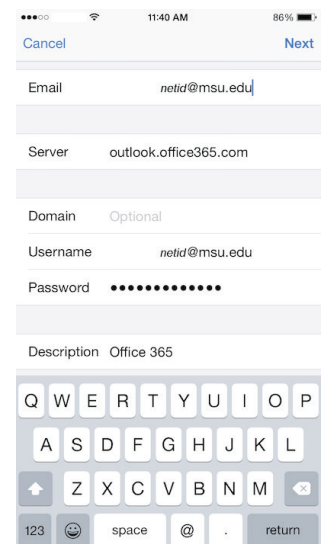 11:40 AM 86%
Cancel Next
Email netid@msu.edu
Server outlook.office365.com
Domain Optional
Username netid@msu.edu
Password ●●●●●●●●●●●●●
Description Office 365
Q W E R T Y U I O P
A S D F G H J K L
Z X C V B N M
123 space @ . return